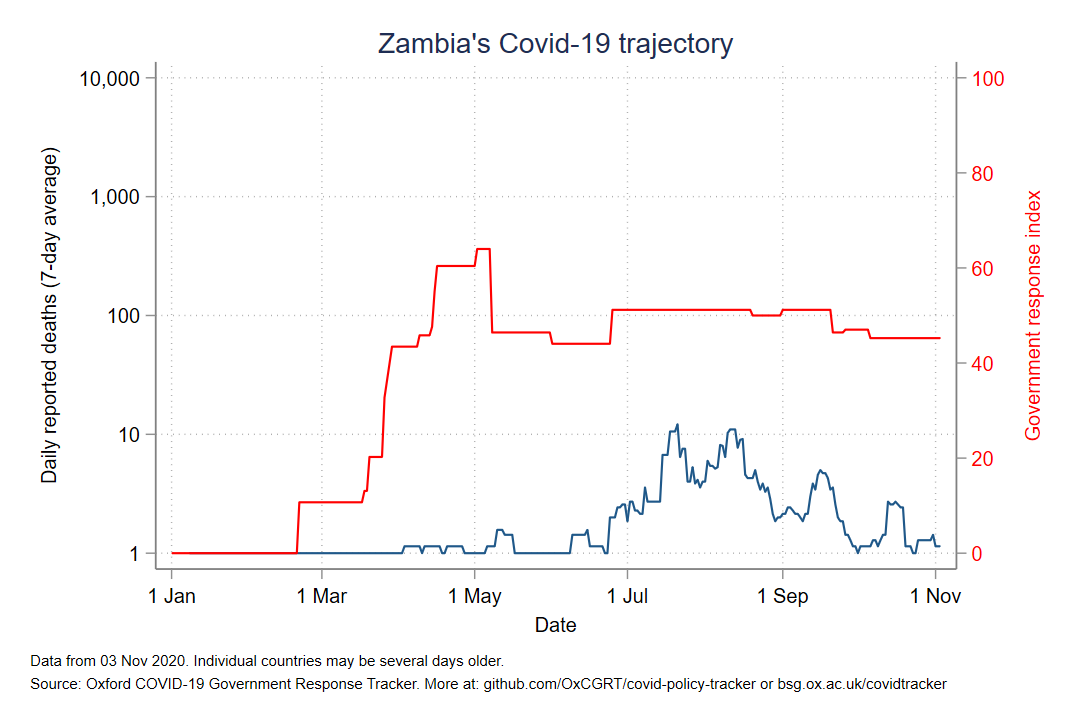 Zambia's Covid-19 trajectory
Daily reported deaths (7-day average)
10,000
1,000
100
10
1
100
80
60
40
20
0
Government response index
1 Jan
1 Mar
1 May
1 Jul
1 Sep
1 Nov
Date
Data from 03 Nov 2020. Individual countries may be several days older.
Source: Oxford COVID-19 Government Response Tracker. More at: github.com/OxCGRT/covid-policy-tracker or bsg.ox.ac.uk/covidtracker